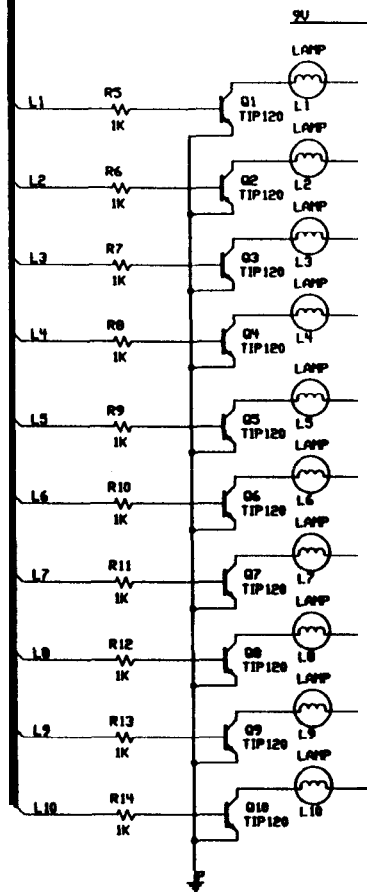 9V
LAMP
R5
L1
Q1
L1
1K
TIP120
LAMP
R6
L2
Q2
L2
1K
TIP120
LAMP
R7
L3
Q3
L3
1K
TIP120
LAMP
R8
L4
Q4
L4
1K
TIP120
LAMP
R9
L5
Q5
L5
1K
TIP120
LAMP
R10
L6
Q6
L6
1K
TIP120
LAMP
R11
L7
Q7
L7
1K
TIP120
LAMP
R12
L8
Q8
L8
1K
TIP120
LAMP
R13
L9
Q9
L9
1K
TIP120
LAMP
R14
L10
Q10
L10
1K
TIP120